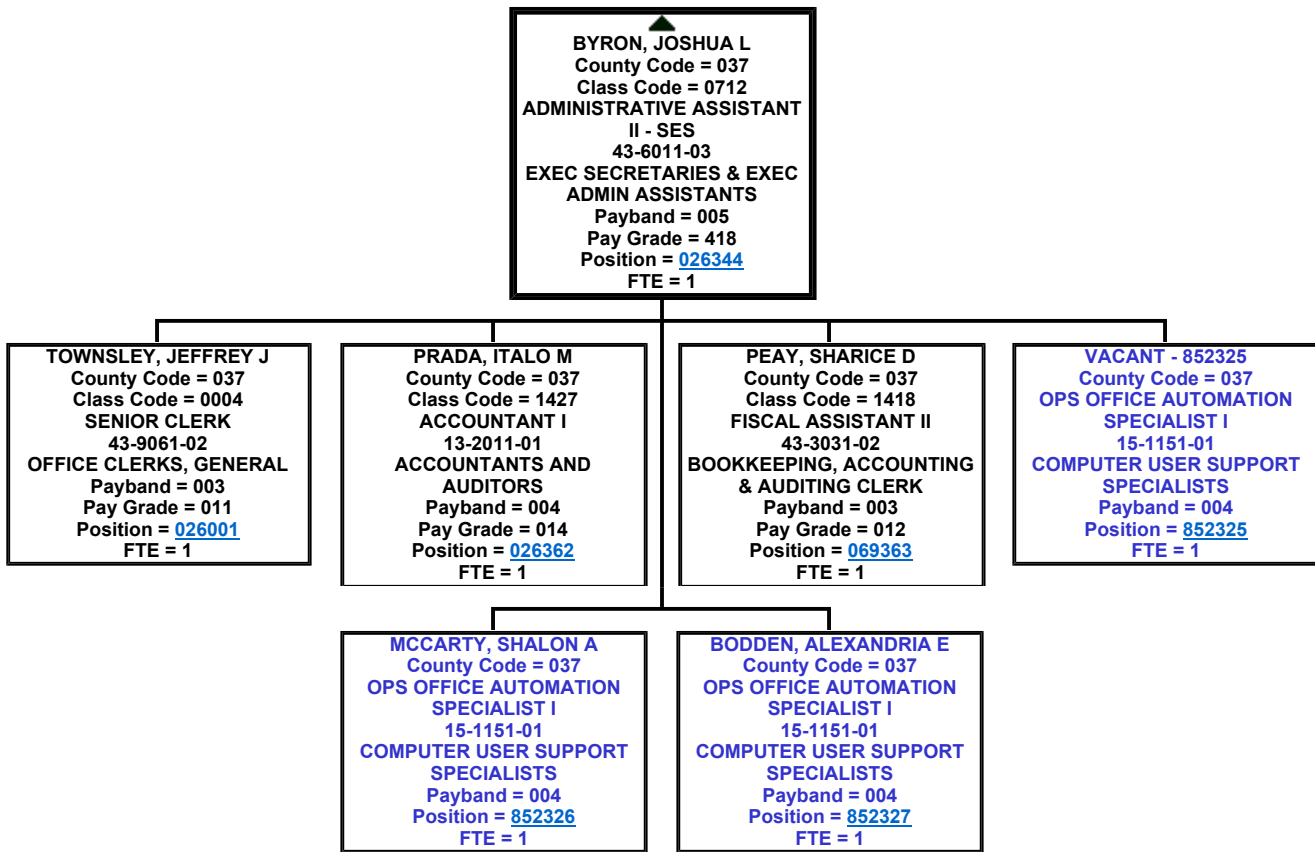 BYRON, JOSHUA L
County Code = 037
Class Code = 0712
ADMINISTRATIVE ASSISTANT
II - SES
43-6011-03
EXEC SECRETARIES & EXEC
ADMIN ASSISTANTS
Payband = 005
Pay Grade = 418
Position = 026344
FTE = 1
TOWNSLEY, JEFFREY J
County Code = 037
Class Code = 0004
SENIOR CLERK
43-9061-02
OFFICE CLERKS, GENERAL
Payband = 003
Pay Grade = 011
Position = 026001
FTE = 1
PRADA, ITALO M
County Code = 037
Class Code = 1427
ACCOUNTANT I
13-2011-01
ACCOUNTANTS AND
AUDITORS
Payband = 004
Pay Grade = 014
Position = 026362
FTE = 1
PEAY, SHARICE D
County Code = 037
Class Code = 1418
FISCAL ASSISTANT II
43-3031-02
BOOKKEEPING, ACCOUNTING
& AUDITING CLERK
Payband = 003
Pay Grade = 012
Position = 069363
FTE = 1
VACANT - 852325
County Code = 037
OPS OFFICE AUTOMATION
SPECIALIST I
15-1151-01
COMPUTER USER SUPPORT
SPECIALISTS
Payband = 004
Position = 852325
FTE = 1
MCCARTY, SHALON A
County Code = 037
OPS OFFICE AUTOMATION
SPECIALIST I
15-1151-01
COMPUTER USER SUPPORT
SPECIALISTS
Payband = 004
Position = 852326
FTE = 1
BODDEN, ALEXANDRIA E
County Code = 037
OPS OFFICE AUTOMATION
SPECIALIST I
15-1151-01
COMPUTER USER SUPPORT
SPECIALISTS
Payband = 004
Position = 852327
FTE = 1